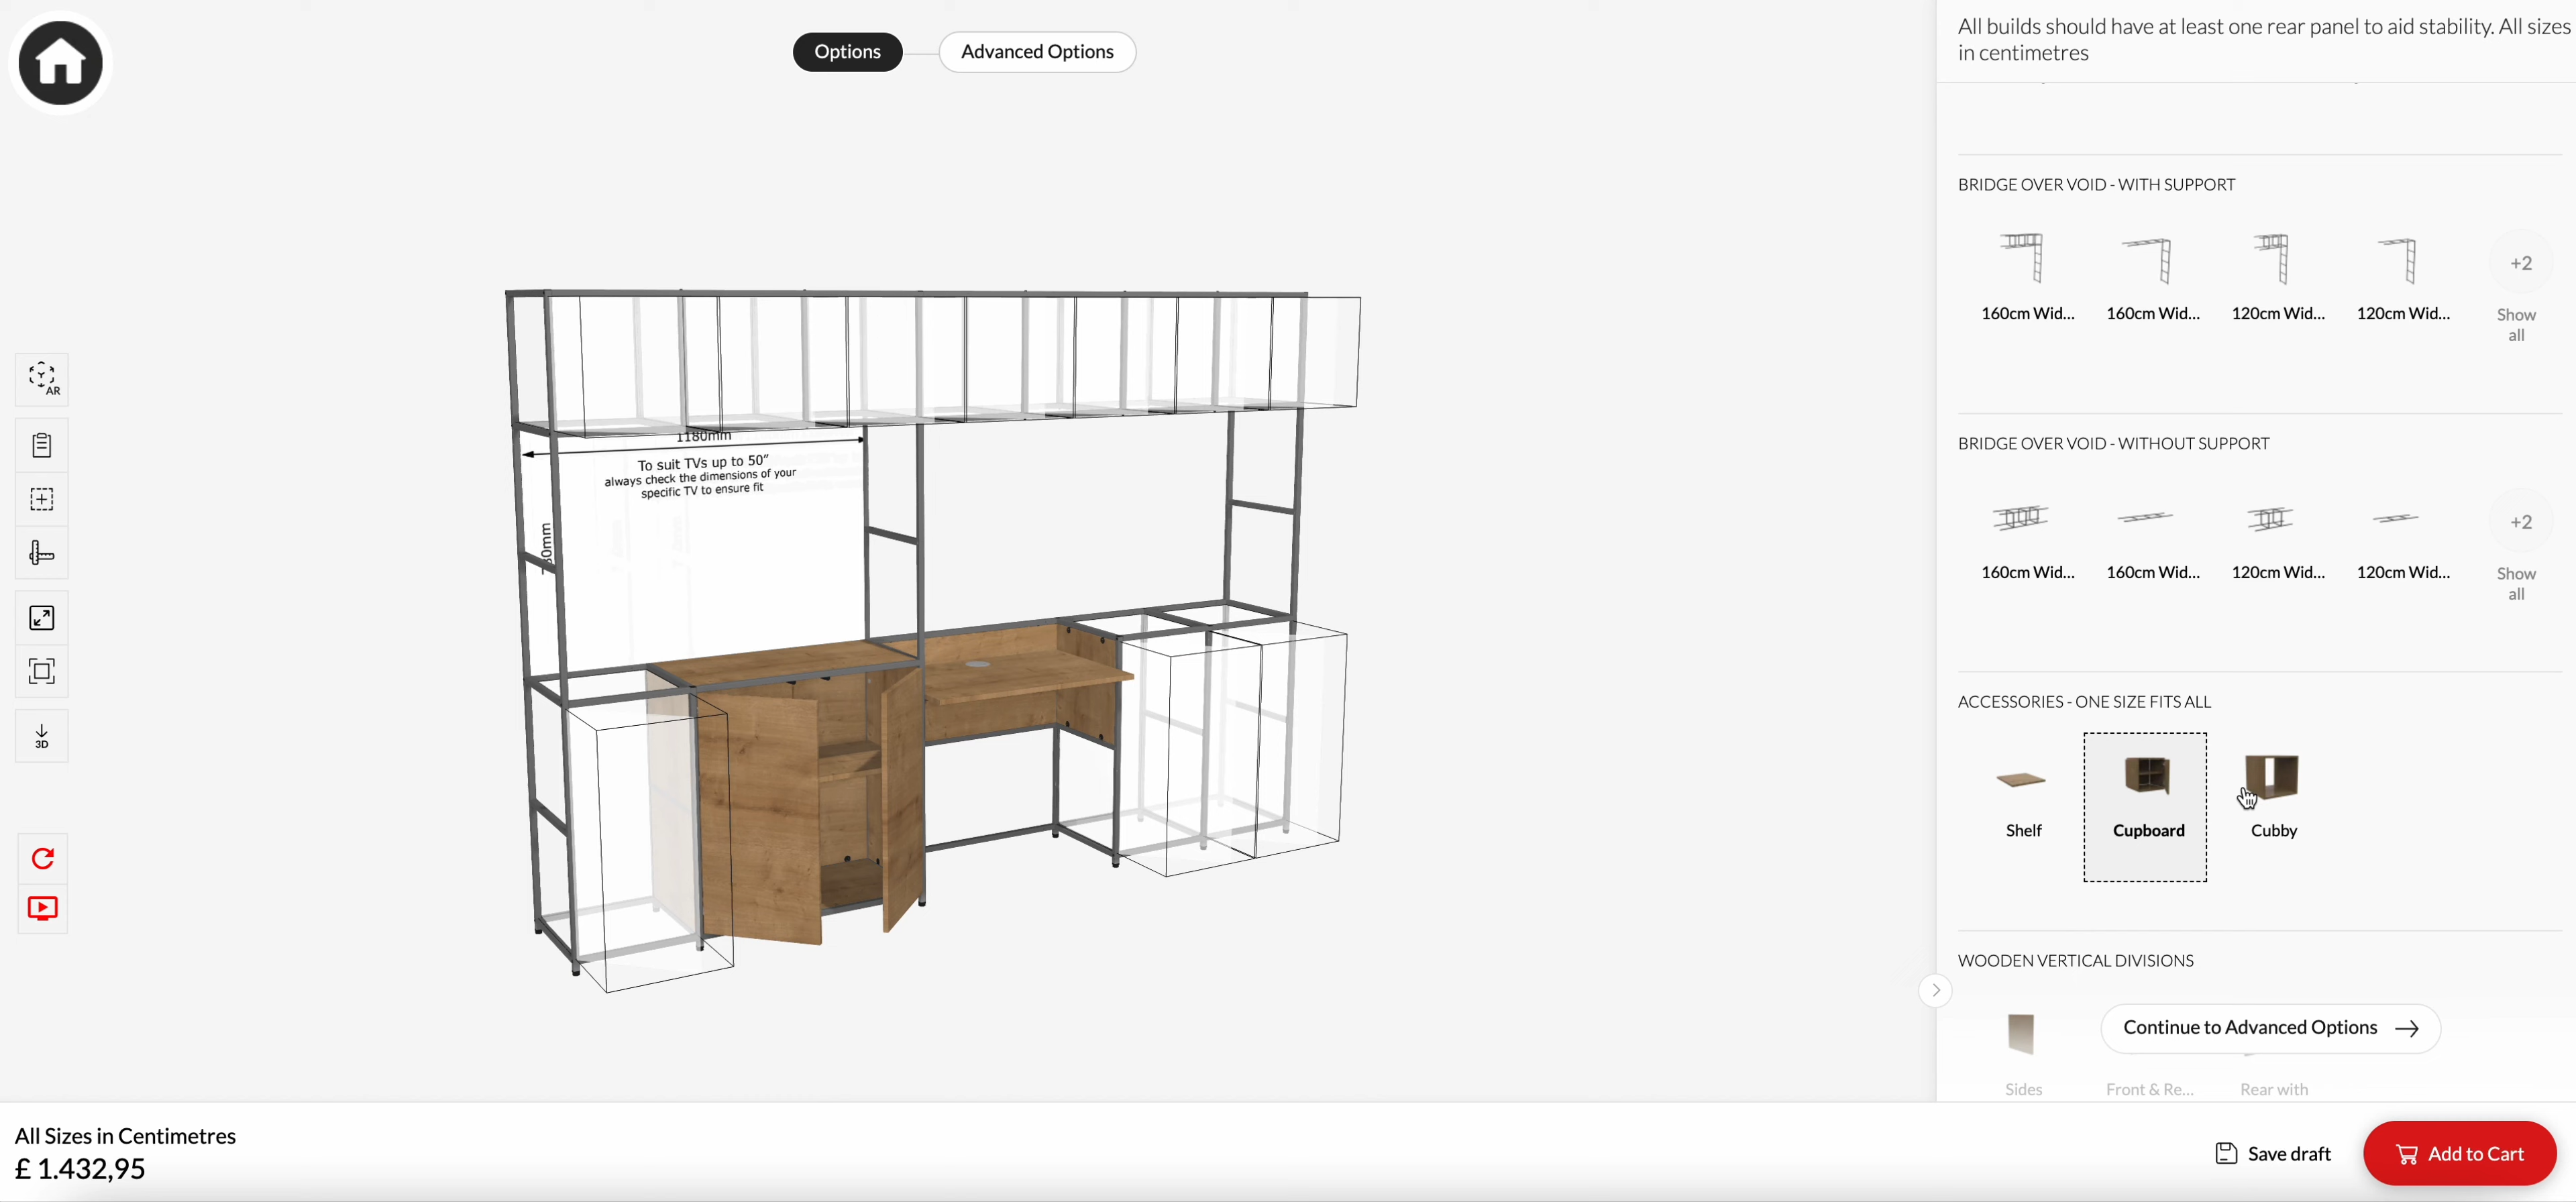 Options
Advanced Options
All builds should have at least one rear panel to aid stability. All sizes
in centimetres
BRIDGE OVER VOID - WITH SUPPORT
160cm Wid...
160cm Wid...
120cm Wid...
120cm Wid...
+2
Show
all
BRIDGE OVER VOID - WITHOUT SUPPORT
160cm Wid...
160cm Wid...
120cm Wid...
120cm Wid...
+2
Show
all
ACCESSORIES - ONE SIZE FITS ALL
Shelf
Cupboard
Cubby
WOODEN VERTICAL DIVISIONS
Continue to Advanced Options
Sides
Front & Re...
Rear with
AR
3D
1180mm
To suit TVs up to 50”
always check the dimensions of your
specific TV to ensure fit
All Sizes in Centimetres
£ 1.432,95
Save draft
Add to Cart